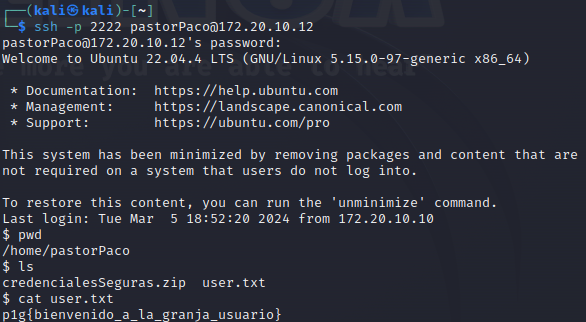 ┌──(kali㉿kali)-[~]
└─$ ssh -p 2222 pastorPaco@172.20.10.12
pastorPaco@172.20.10.12's password:
Welcome to Ubuntu 22.04.4 LTS (GNU/Linux 5.15.0-97-generic x86_64)

 * Documentation:  https://help.ubuntu.com
 * Management:     https://landscape.canonical.com
 * Support:        https://ubuntu.com/pro

This system has been minimized by removing packages and content that are
not required on a system that users do not log into.

To restore this content, you can run the 'unminimize' command.
Last login: Tue Mar  5 18:52:20 2024 from 172.20.10.10
$ pwd
/home/pastorPaco
$ ls
credencialesSeguras.zip  user.txt
$ cat user.txt
p1g{bienvenido_a_la_granja_usuario}